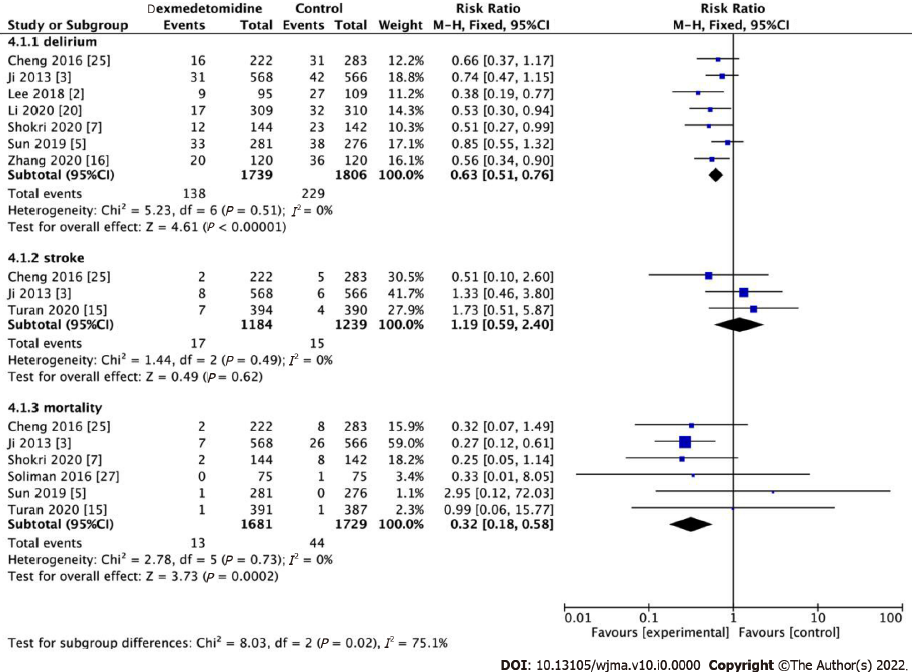 Dexmedetomidine Control Risk Ratio Risk Ratio
Study or Subgroup Events Total Events Total Weight M-H, Fixed, 95%CI M-H, Fixed, 95%CI
4.1.1 delirium
Cheng 2016 [25] 16 222 31 283 12.2% 0.66 [0.37, 1.17]
Ji 2013 [3] 31 568 42 566 18.8% 0.74 [0.47, 1.15]
Lee 2018 [2] 9 95 27 109 11.2% 0.38 [0.19, 0.77]
Li 2020 [20] 17 309 32 310 14.3% 0.53 [0.30, 0.94]
Shokri 2020 [7] 12 144 23 142 10.3% 0.51 [0.27, 0.99]
Sun 2019 [5] 33 281 38 276 17.2% 0.85 [0.55, 1.32]
Zhang 2020 [16] 20 120 36 120 16.1% 0.56 [0.34, 0.90]
Subtotal (95%CI) 1739 1806 100.0% 0.63 [0.51, 0.76]
Total events 138 229
Heterogeneity: Chi² = 5.23, df = 6 (P = 0.51); I² = 0%
Test for overall effect: Z = 4.61 (P < 0.00001)
4.1.2 stroke
Cheng 2016 [25] 2 222 5 283 30.5% 0.51 [0.10, 2.60]
Ji 2013 [3] 8 568 6 566 41.7% 1.33 [0.46, 3.80]
Turan 2020 [15] 7 394 4 390 27.9% 1.73 [0.51, 5.87]
Subtotal (95%CI) 1184 1239 100.0% 1.19 [0.59, 2.40]
Total events 17 15
Heterogeneity: Chi² = 1.44, df = 2 (P = 0.49); I² = 0%
Test for overall effect: Z = 0.49 (P = 0.62)
4.1.3 mortality
Cheng 2016 [25] 2 222 8 283 15.9% 0.32 [0.07, 1.49]
Ji 2013 [3] 7 568 26 566 59.0% 0.27 [0.12, 0.61]
Shokri 2020 [7] 2 144 8 142 18.2% 0.25 [0.05, 1.14]
Soliman 2016 [27] 0 75 1 75 3.4% 0.33 [0.01, 8.05]
Sun 2019 [5] 1 281 0 276 1.1% 2.95 [0.12, 72.03]
Turan 2020 [15] 1 391 1 387 2.3% 0.99 [0.06, 15.77]
Subtotal (95%CI) 1681 1729 100.0% 0.32 [0.18, 0.58]
Total events 13 44
Heterogeneity: Chi² = 2.78, df = 5 (P = 0.73); I² = 0%
Test for overall effect: Z = 3.73 (P = 0.0002)
0.01 0.1 1 10 100
Favours [experimental] Favours [control]
Test for subgroup differences: Chi² = 8.03, df = 2 (P = 0.02), I² = 75.1%
DOI: 10.13105/wjma.v10.i0.0000 Copyright ©The Author(s) 2022.